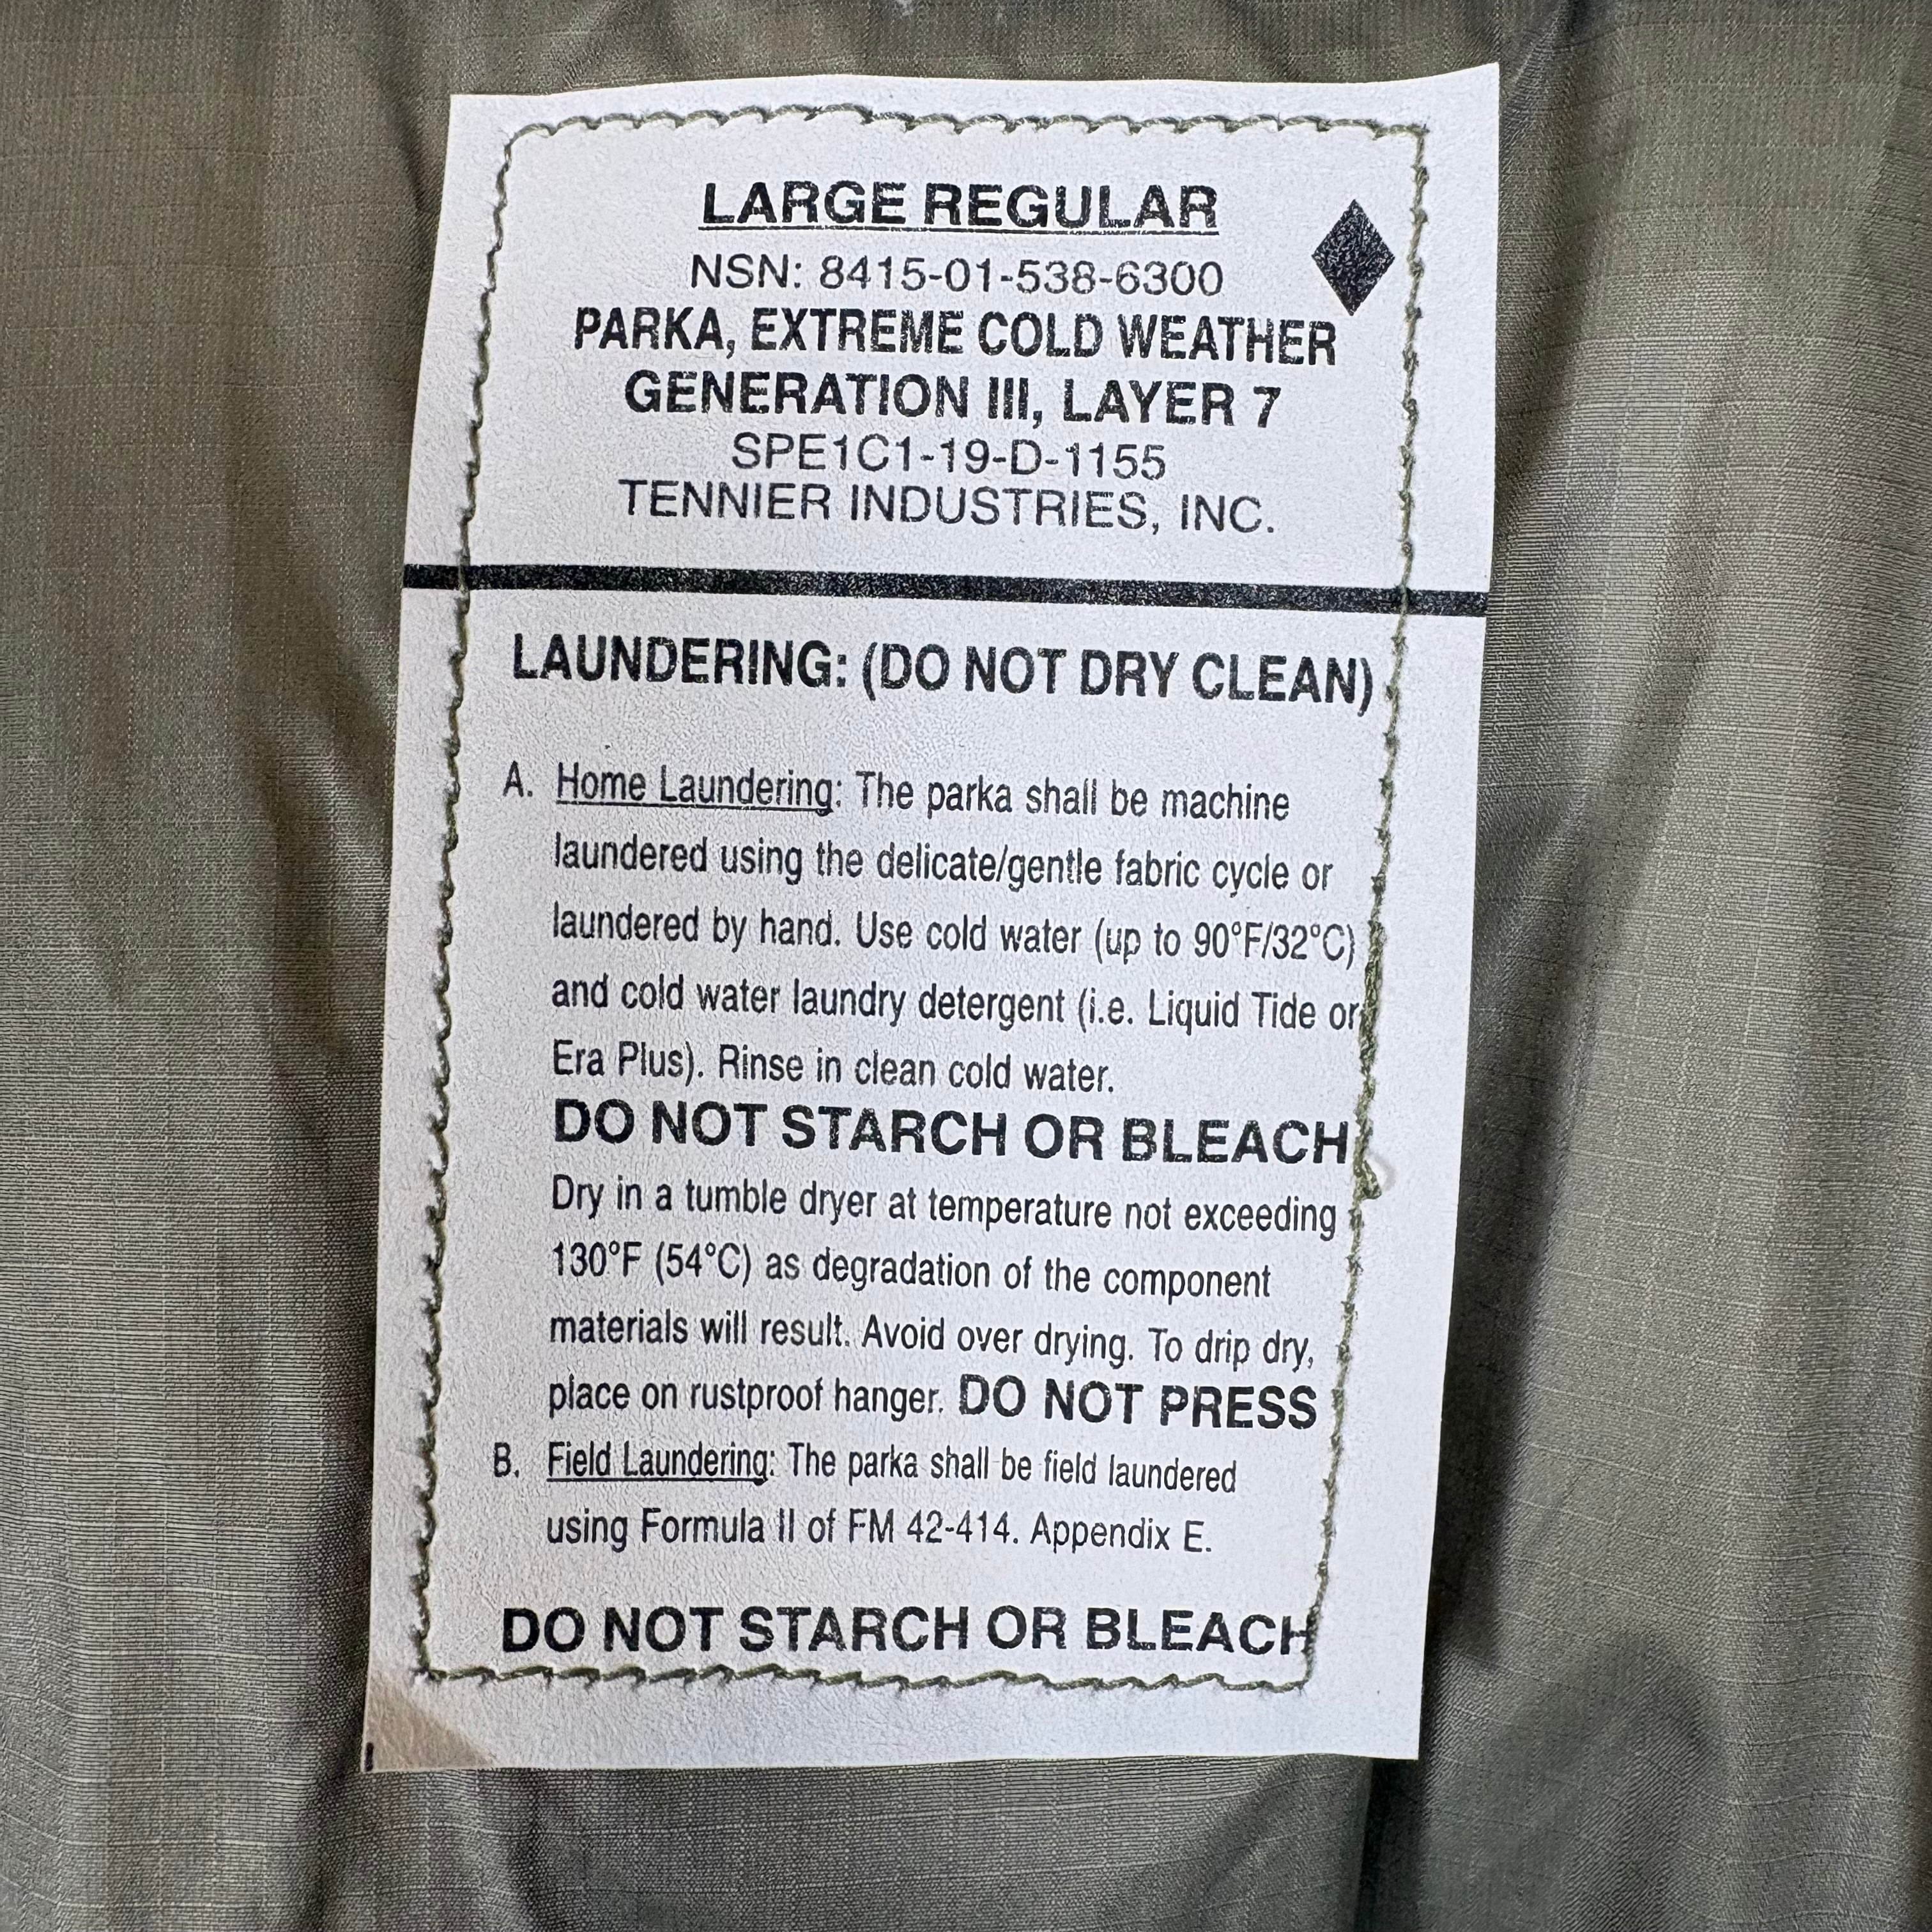 LARGE REGULAR
NSN: 8415-01-538-6300
PARKA, EXTREME COLD WEATHER
GENERATION III, LAYER 7
SPE1C1-19-D-1155
TENNIER INDUSTRIES, INC.
LAUNDERING: (DO NOT DRY CLEAN)
A. Home Laundering: The parka shall be machine
laundered using the delicate/gentle fabric cycle or
laundered by hand. Use cold water (up to 90°F/32°C)
and cold water laundry detergent (i.e. Liquid Tide or
Era Plus). Rinse in clean cold water.
DO NOT STARCH OR BLEACH
Dry in a tumble dryer at temperature not exceeding
130°F (54°C) as degradation of the component
materials will result. Avoid over drying. To drip dry,
place on rustproof hanger. DO NOT PRESS
B. Field Laundering: The parka shall be field laundered
using Formula II of FM 42-414. Appendix E.
DO NOT STARCH OR BLEACH